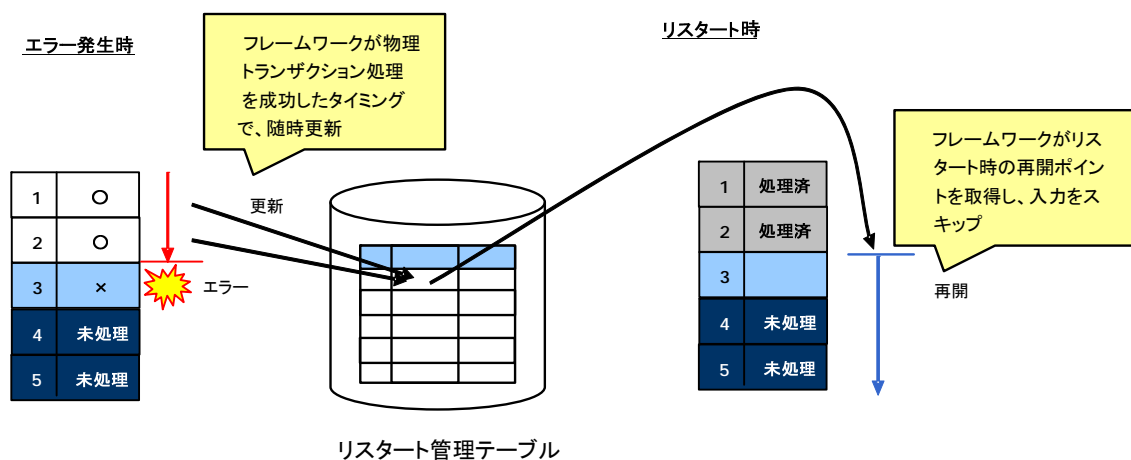 エラー発生時
フレームワークが物理
トランザクション処理
を成功したタイミング
で、随時更新
1 ○
2 ○
3 ×
4 未処理
5 未処理
エラー
更新
リスタート管理テーブル
リスタート時
1 処理済
2 処理済
3
4 未処理
5 未処理
フレームワークがリス
タート時の再開ポイン
トを取得し、入力をス
キップ
再開